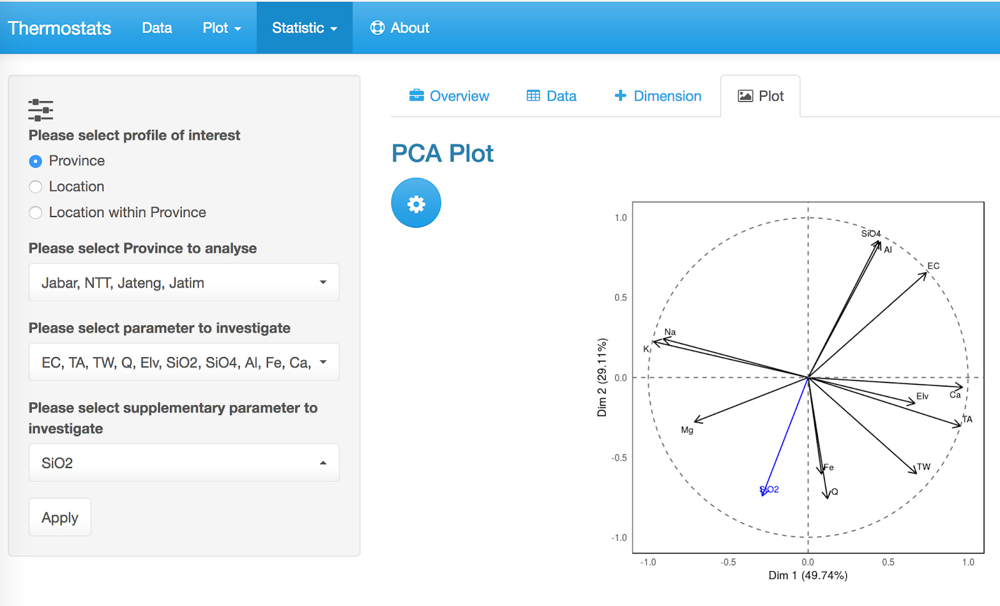 Thermostats Data Plot Statistic About
Please select profile of interest
Province
Location
Location within Province
Please select Province to analyse
Jabar, NTT, Jateng, Jatim
Please select parameter to investigate
EC, TA, TW, Q, Elv, SiO2, SiO4, Al, Fe, Ca,
Please select supplementary parameter to
investigate
SiO2
Apply
Overview Data Dimension Plot
PCA Plot
1.0
0.5
0.0
-0.5
-1.0
Dim 2 (29.11%)
SiO4
Al
EC
Na
K
Elv
Ca
TA
Mg
Fe
TW
SiO2
Q
-1.0 -0.5 0.0 0.5 1.0
Dim 1 (49.74%)